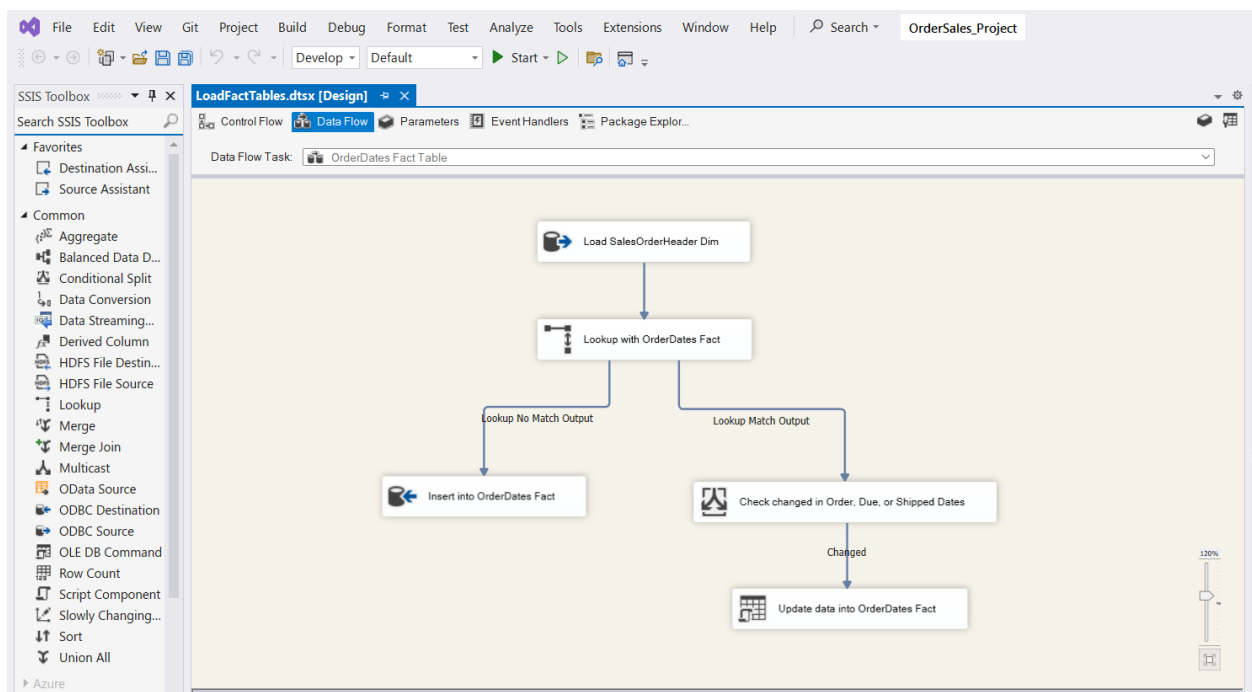 File Edit View Git Project Build Debug Format Test Analyze Tools Extensions Window Help Search OrderSales_Project
Develop Default Start
SSIS Toolbox
Search SSIS Toolbox
Favorites
Destination Assi...
Source Assistant
Common
Aggregate
Balanced Data D...
Conditional Split
Data Conversion
Data Streaming...
Derived Column
HDFS File Destin...
HDFS File Source
Lookup
Merge
Merge Join
Multicast
OData Source
ODBC Destination
ODBC Source
OLE DB Command
Row Count
Script Component
Slowly Changing...
Sort
Union All
Azure
LoadFactTables.dtsx [Design]
Control Flow Data Flow Parameters Event Handlers Package Explor...
Data Flow Task: OrderDates Fact Table
Load SalesOrderHeader Dim
Lookup with OrderDates Fact
Lookup No Match Output
Lookup Match Output
Insert into OrderDates Fact
Check changed in Order, Due, or Shipped Dates
Changed
Update data into OrderDates Fact
120%